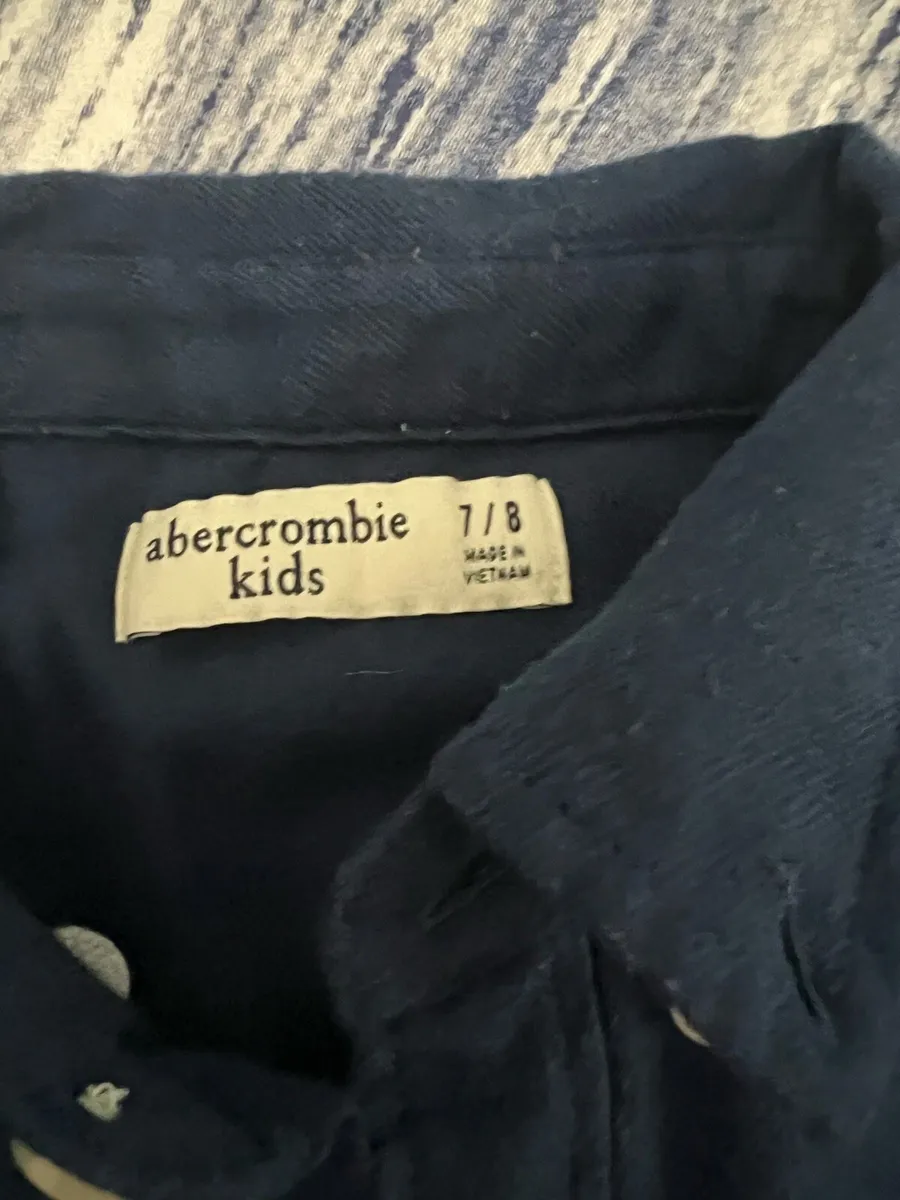 abercrombie
kids
7/8
MADE IN
VIETNAM